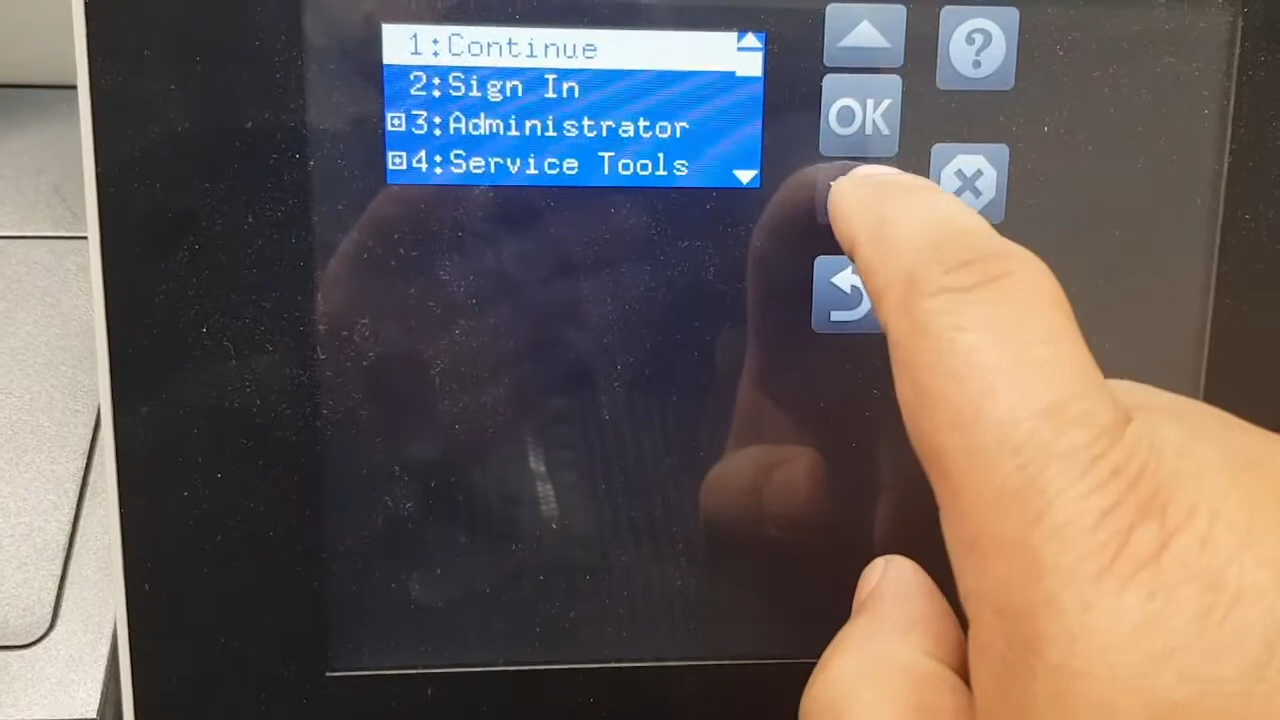 1:Continue
2:Sign In
+3:Administrator
+4:Service Tools
?
OK